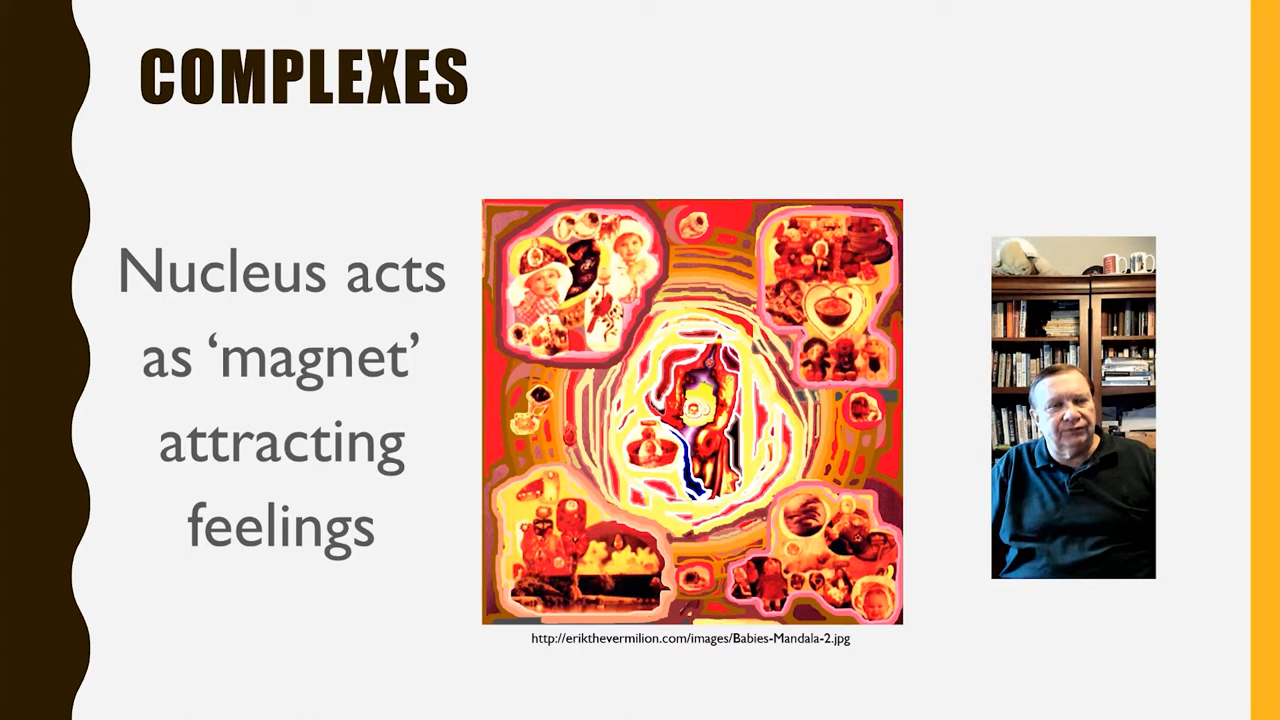 COMPLEXES
Nucleus acts
as ‘magnet’
attracting
feelings
http://erikthevermilion.com/images/Babies-Mandala-2.jpg